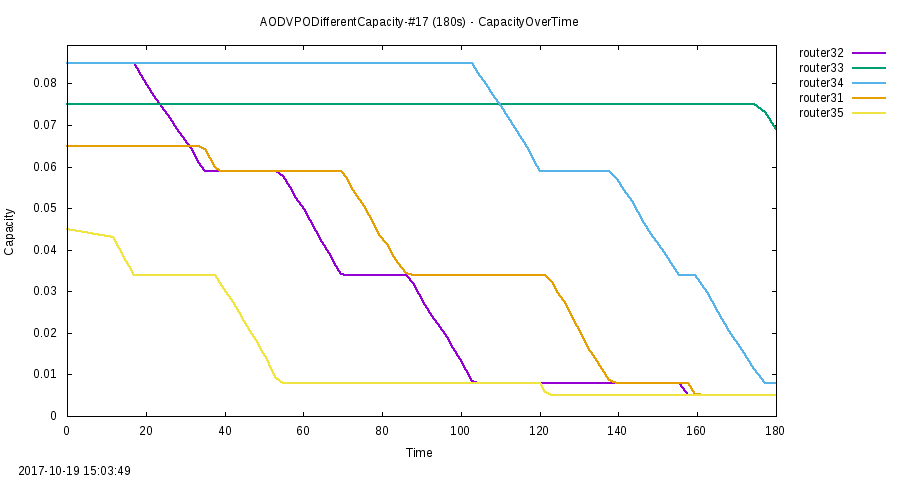 AODVPODifferentCapacity-#17 (180s) - CapacityOverTime
router32
router33
router34
router31
router35
Capacity
0.08
0.07
0.06
0.05
0.04
0.03
0.02
0.01
0
0 20 40 60 80 100 120 140 160 180
Time
2017-10-19 15:03:49